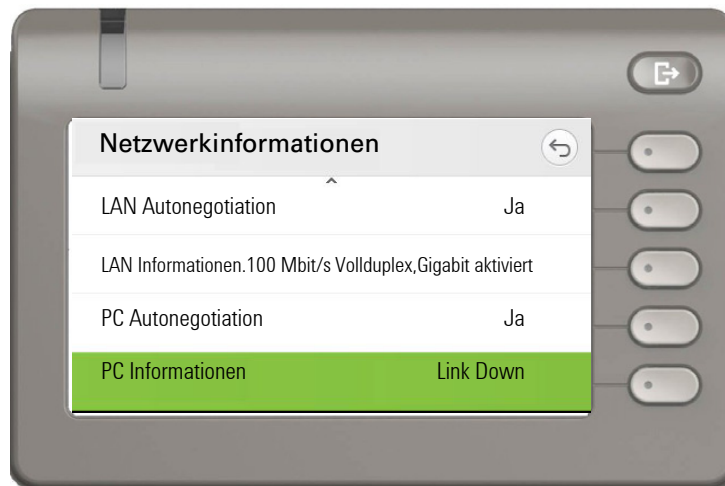 Netzwerkinformationen
LAN Autonegotiation Ja
LAN Informationen.100 Mbit/s Vollduplex,Gigabit aktiviert
PC Autonegotiation Ja
PC Informationen Link Down